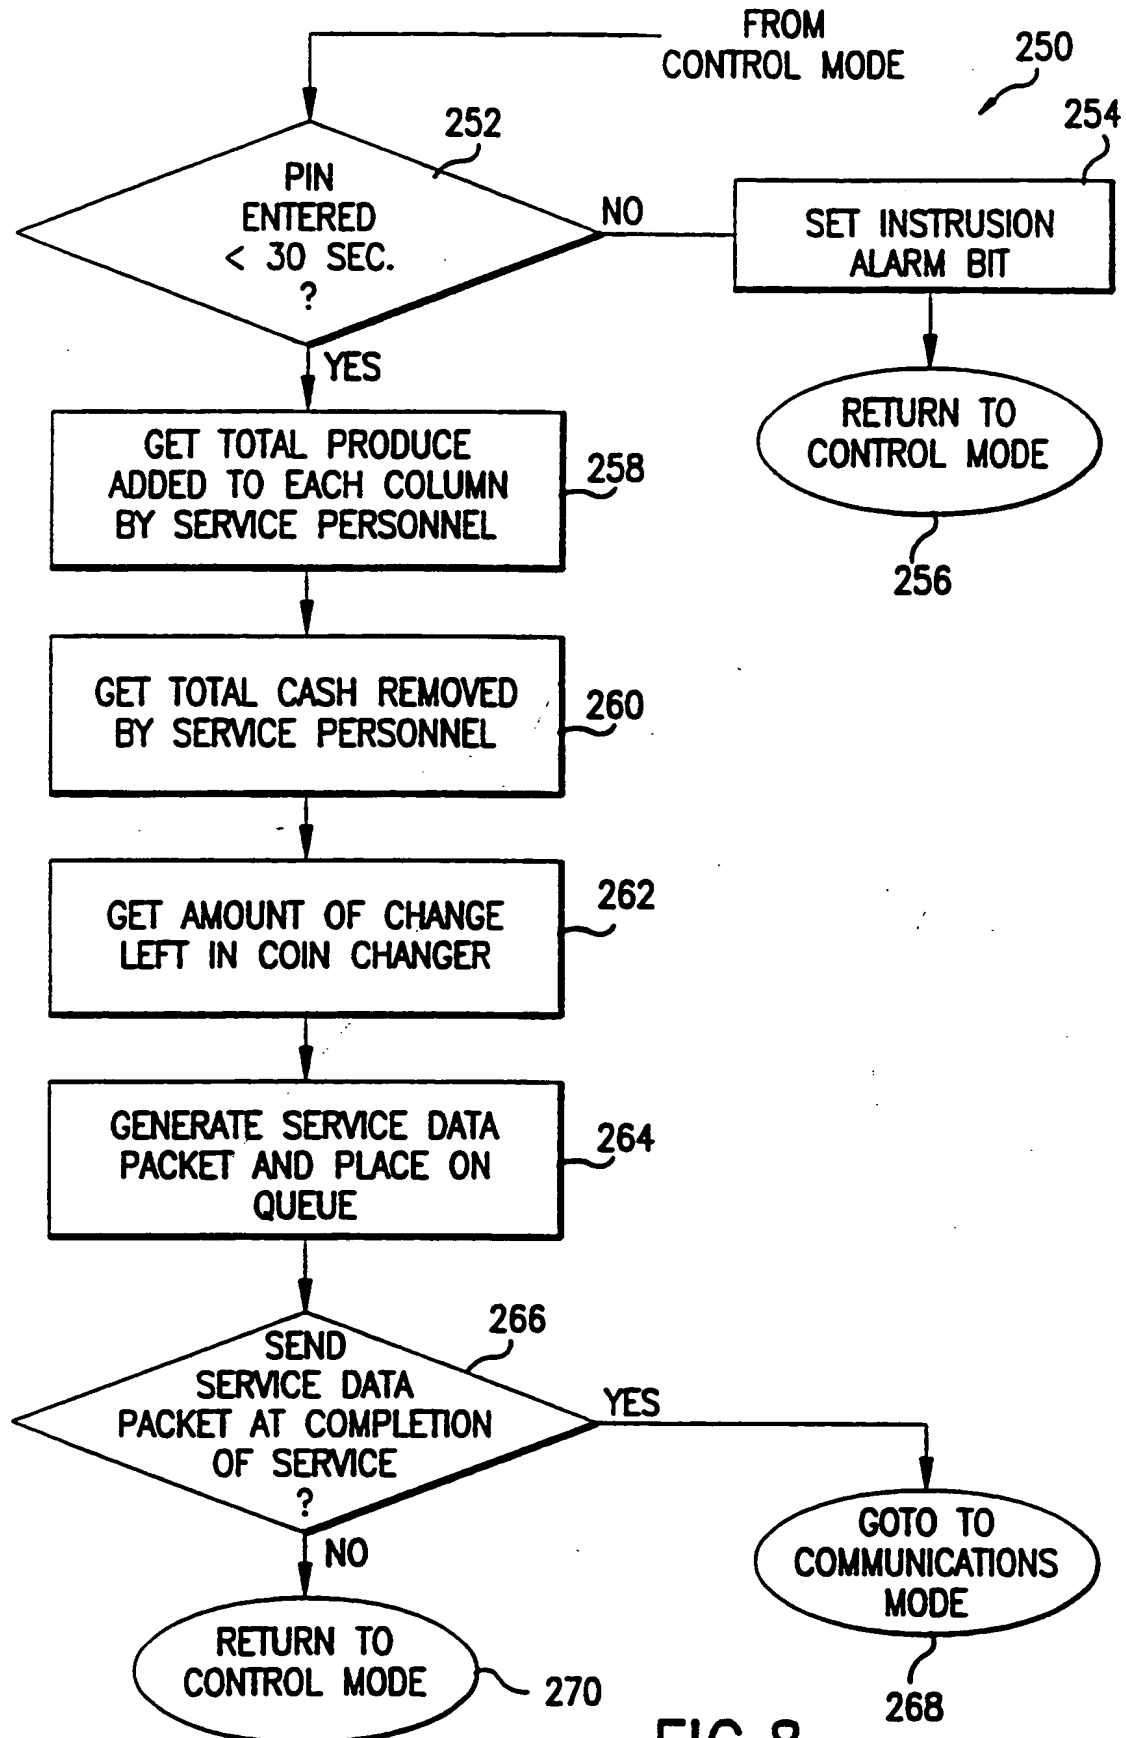 FROM
CONTROL MODE
250
252
254
PIN
ENTERED
< 30 SEC.
?
NO
SET INSTRUSION
ALARM BIT
YES
RETURN TO
CONTROL MODE
256
GET TOTAL PRODUCE
ADDED TO EACH COLUMN
BY SERVICE PERSONNEL
258
GET TOTAL CASH REMOVED
BY SERVICE PERSONNEL
260
GET AMOUNT OF CHANGE
LEFT IN COIN CHANGER
262
GENERATE SERVICE DATA
PACKET AND PLACE ON
QUEUE
264
266
SEND
SERVICE DATA
PACKET AT COMPLETION
OF SERVICE
?
YES
NO
GOTO TO
COMMUNICATIONS
MODE
268
RETURN TO
CONTROL MODE
270
FIG.8